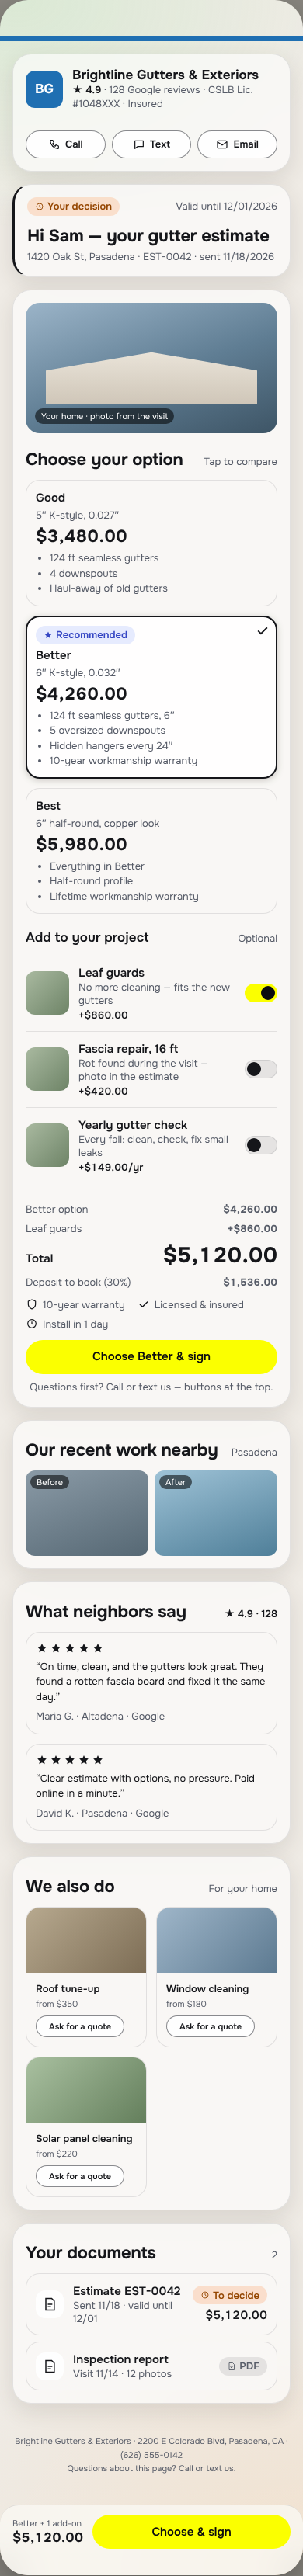 BG
Brightline Gutters & Exteriors
★ 4.9 · 128 Google reviews · CSLB Lic.
#1048XXX · Insured
Call
Text
Email
Your decision
Valid until 12/01/2026
Hi Sam — your gutter estimate
1420 Oak St, Pasadena · EST-0042 · sent 11/18/2026
Your home · photo from the visit
Choose your option
Tap to compare
Good
5″ K-style, 0.027″
$3,480.00
• 124 ft seamless gutters
• 4 downspouts
• Haul-away of old gutters
★ Recommended
Better
6″ K-style, 0.032″
$4,260.00
• 124 ft seamless gutters, 6″
• 5 oversized downspouts
• Hidden hangers every 24″
• 10-year workmanship warranty
Best
6″ half-round, copper look
$5,980.00
• Everything in Better
• Half-round profile
• Lifetime workmanship warranty
Add to your project
Optional
Leaf guards
No more cleaning — fits the new
gutters
+$860.00
Fascia repair, 16 ft
Rot found during the visit —
photo in the estimate
+$420.00
Yearly gutter check
Every fall: clean, check, fix small
leaks
+$149.00/yr
Better option $4,260.00
Leaf guards +$860.00
Total $5,120.00
Deposit to book (30%) $1,536.00
10-year warranty
Licensed & insured
Install in 1 day
Choose Better & sign
Questions first? Call or text us — buttons at the top.
Our recent work nearby
Pasadena
Before
After
What neighbors say
★ 4.9 · 128
★ ★ ★ ★ ★
“On time, clean, and the gutters look great. They
found a rotten fascia board and fixed it the same
day.”
Maria G. · Altadena · Google
★ ★ ★ ★ ★
“Clear estimate with options, no pressure. Paid
online in a minute.”
David K. · Pasadena · Google
We also do
For your home
Roof tune-up
from $350
Ask for a quote
Window cleaning
from $180
Ask for a quote
Solar panel cleaning
from $220
Ask for a quote
Your documents
2
Estimate EST-0042
Sent 11/18 · valid until
12/01
To decide
$5,120.00
Inspection report
Visit 11/14 · 12 photos
PDF
Brightline Gutters & Exteriors · 2200 E Colorado Blvd, Pasadena, CA ·
(626) 555-0142
Questions about this page? Call or text us.
Better + 1 add-on
$5,120.00
Choose & sign